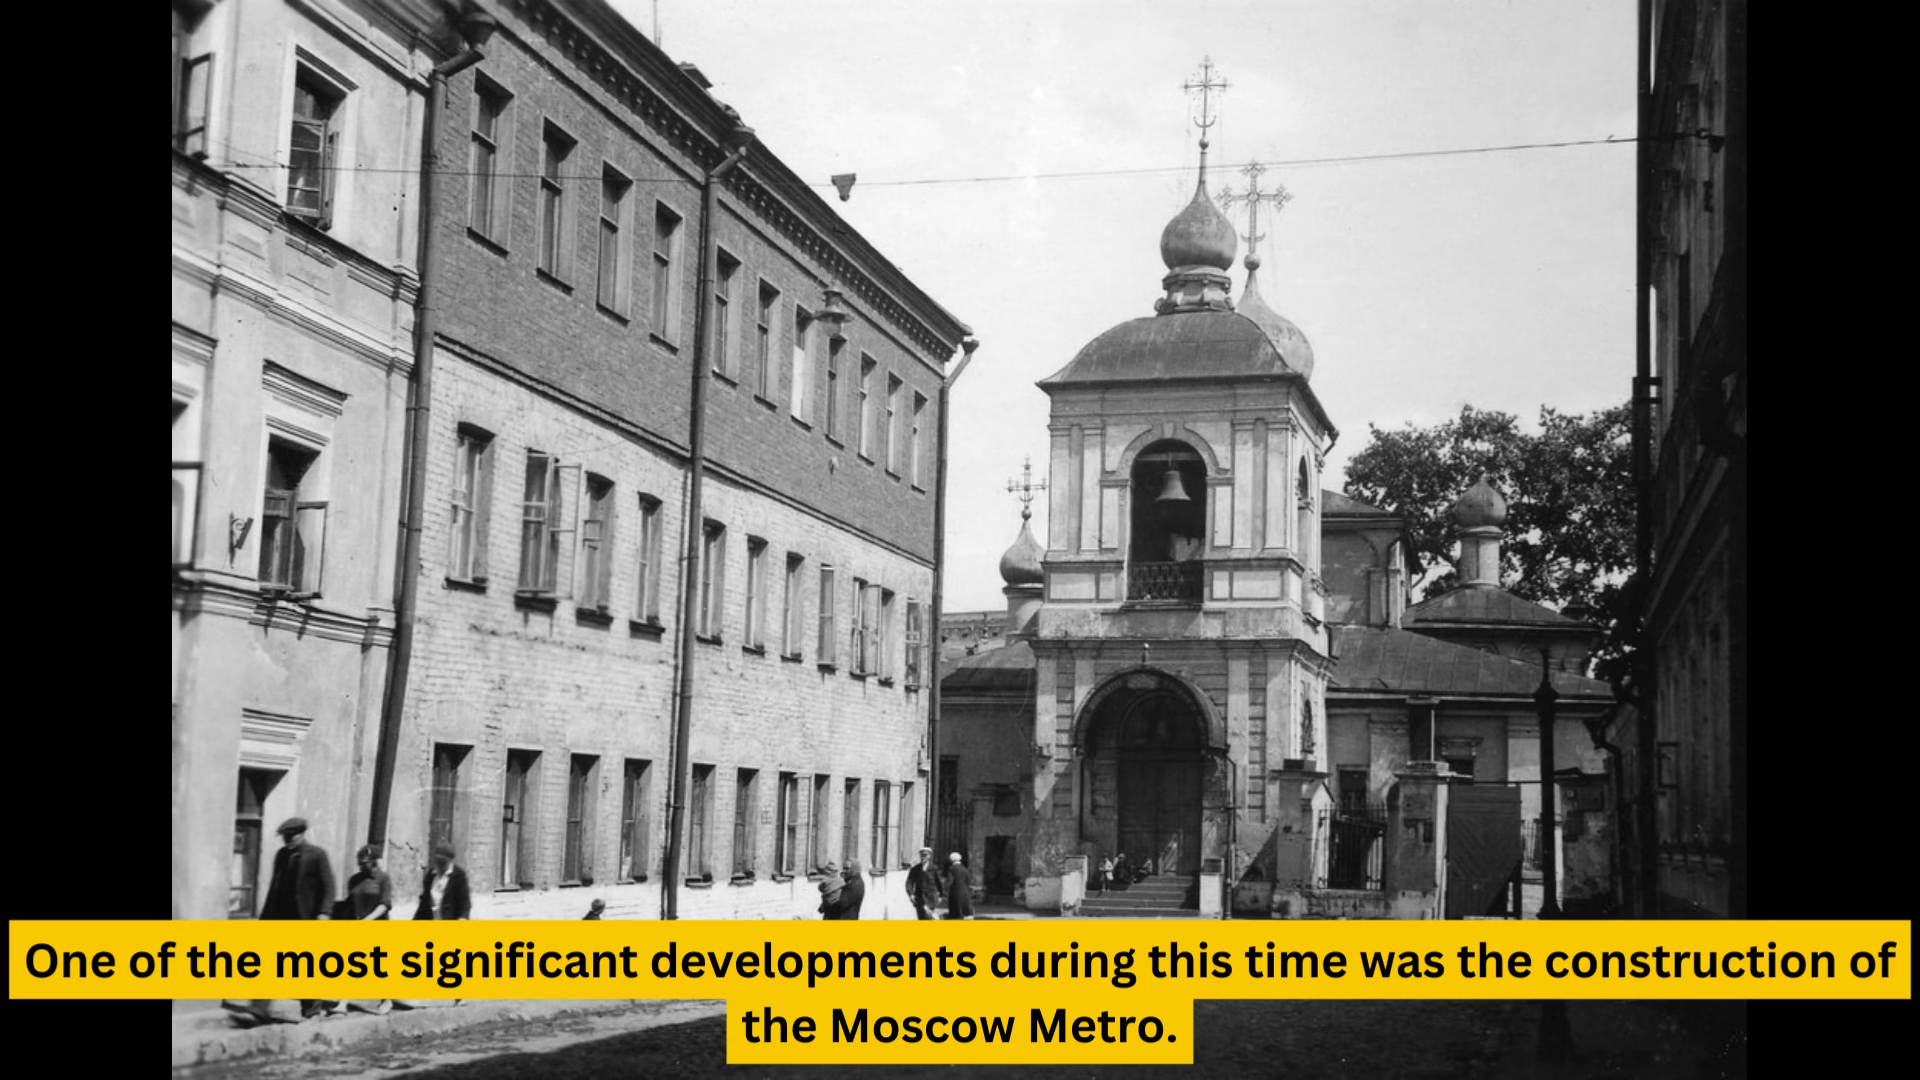 One of the most significant developments during this time was the construction of
the Moscow Metro.